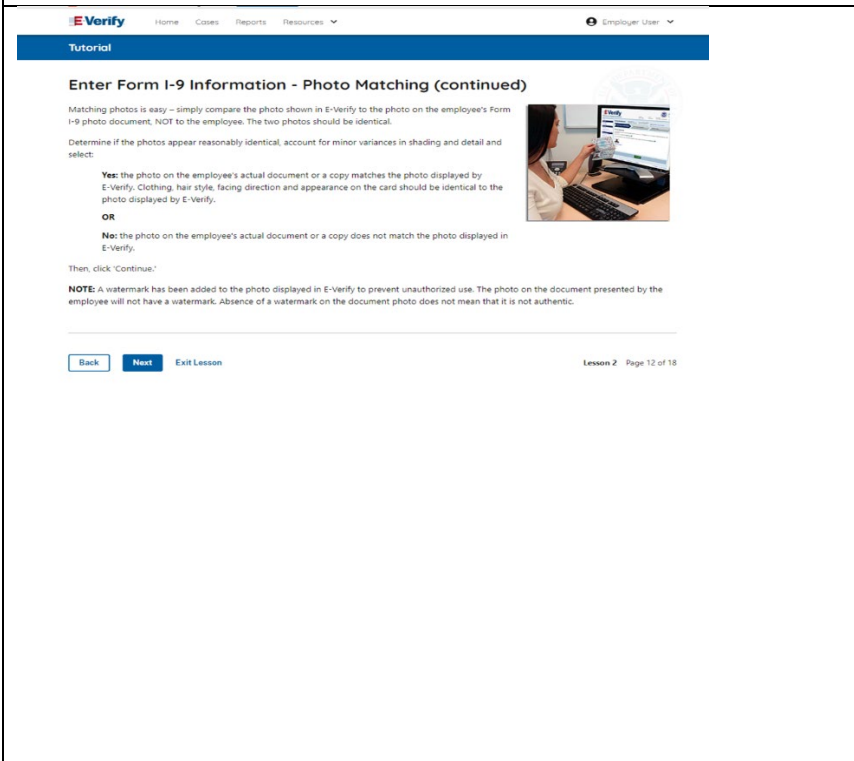 E-Verify Home Cases Reports Resources Employer User
Tutorial
Enter Form I-9 Information - Photo Matching (continued)
Matching photos is easy – simply compare the photo shown in E-Verify to the photo on the employee's Form
I-9 photo document, NOT to the employee. The two photos should be identical.
Determine if the photos appear reasonably identical, account for minor variances in shading and detail and
select:
Yes: the photo on the employee's actual document or a copy matches the photo displayed by
E-Verify. Clothing, hair style, facing direction and appearance on the card should be identical to the
photo displayed by E-Verify.
OR
No: the photo on the employee's actual document or a copy does not match the photo displayed in
E-Verify.
Then, click 'Continue.'
NOTE: A watermark has been added to the photo displayed in E-Verify to prevent unauthorized use. The photo on the document presented by the
employee will not have a watermark. Absence of a watermark on the document photo does not mean that it is not authentic.
Back Next Exit Lesson Lesson 2 Page 12 of 18